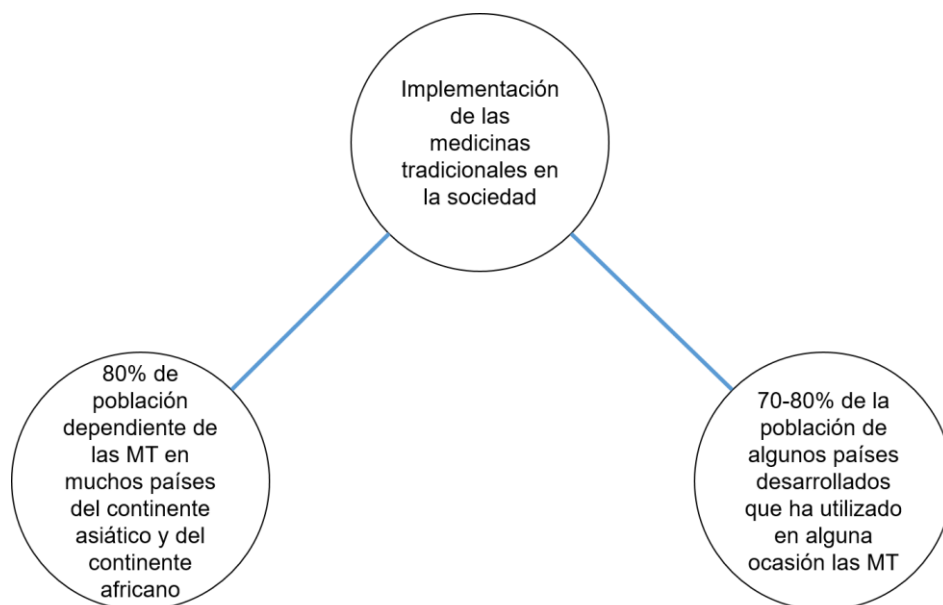 Implementación
de las
medicinas
tradicionales en
la sociedad
80% de
población
dependiente de
las MT en
muchos países
del continente
asiático y del
continente
africano
70-80% de la
población de
algunos países
desarrollados
que ha utilizado
en alguna
ocasión las MT